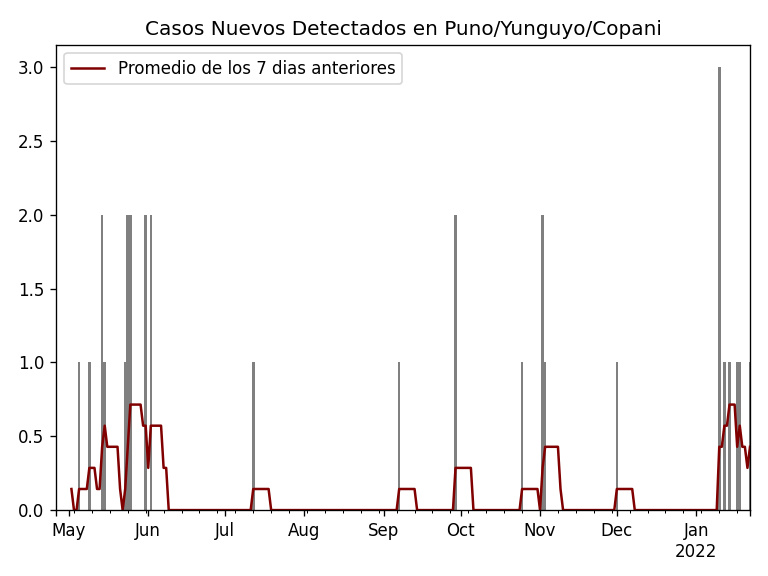 Casos Nuevos Detectados en Puno/Yunguyo/Copani
Promedio de los 7 dias anteriores
3.0
2.5
2.0
1.5
1.0
0.5
0.0
May Jun Jul Aug Sep Oct Nov Dec Jan
2022